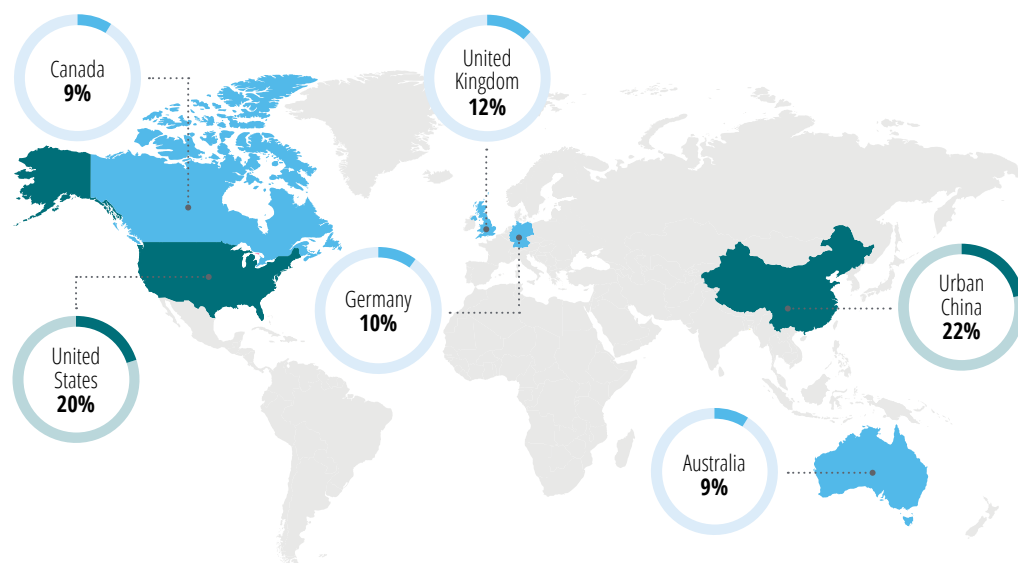 Canada
9%
United
Kingdom
12%
Germany
10%
Urban
China
22%
United
States
20%
Australia
9%